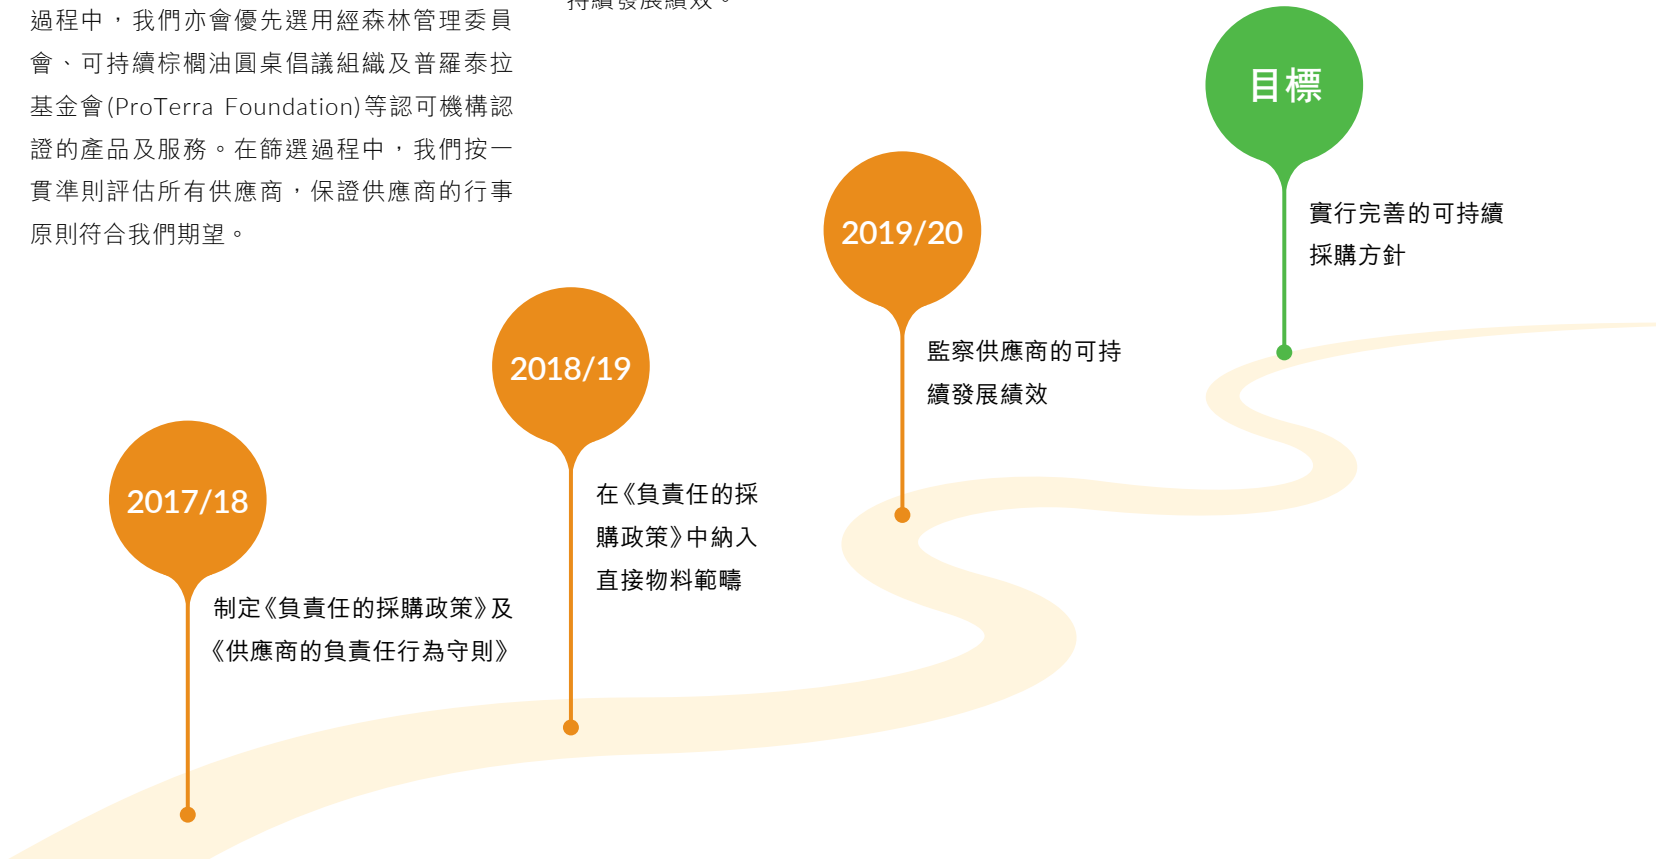 過程中，我們亦會優先選用經森林管理委員
會、可持續棕櫚油圓桌倡議組織及普羅泰拉
基金會(ProTerra Foundation)等認可機構認
證的產品及服務。在篩選過程中，我們按一
貫準則評估所有供應商，保證供應商的行事
原則符合我們期望。
持續發展績效。
2017/18
制定《負責任的採購政策》及
《供應商的負責任行為守則》
2018/19
在《負責任的採
購政策》中納入
直接物料範疇
2019/20
監察供應商的可持
續發展績效
目標
實行完善的可持續
採購方針